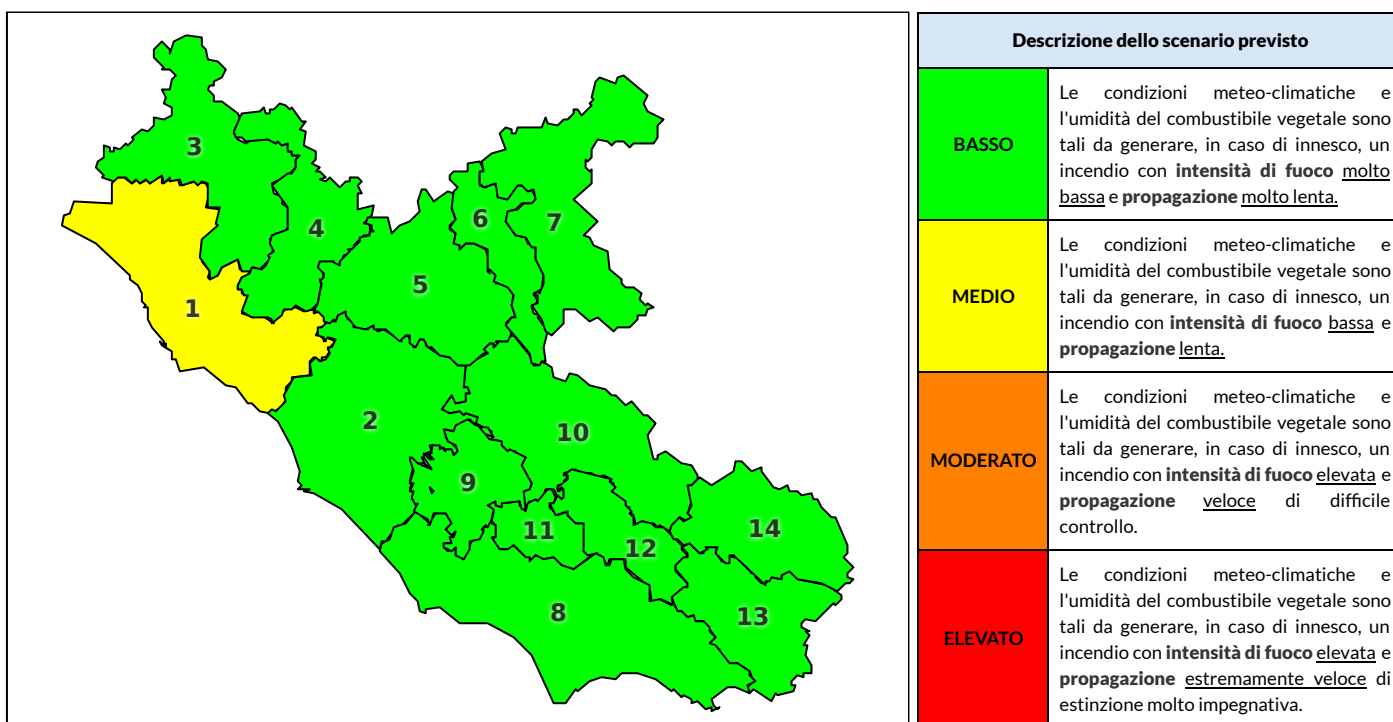 3
4
6
7
5
1
2
10
9
11
12
14
8
13
Descrizione dello scenario previsto
BASSO
Le condizioni meteo-climatiche e
l'umidità del combustibile vegetale sono
tali da generare, in caso di innesco, un
incendio con intensità di fuoco molto
bassa e propagazione molto lenta.
MEDIO
Le condizioni meteo-climatiche e
l'umidità del combustibile vegetale sono
tali da generare, in caso di innesco, un
incendio con intensità di fuoco bassa e
propagazione lenta.
MODERATO
Le condizioni meteo-climatiche e
l'umidità del combustibile vegetale sono
tali da generare, in caso di innesco, un
incendio con intensità di fuoco elevata e
propagazione veloce di difficile
controllo.
ELEVATO
Le condizioni meteo-climatiche e
l'umidità del combustibile vegetale sono
tali da generare, in caso di innesco, un
incendio con intensità di fuoco elevata e
propagazione estremamente veloce di
estinzione molto impegnativa.